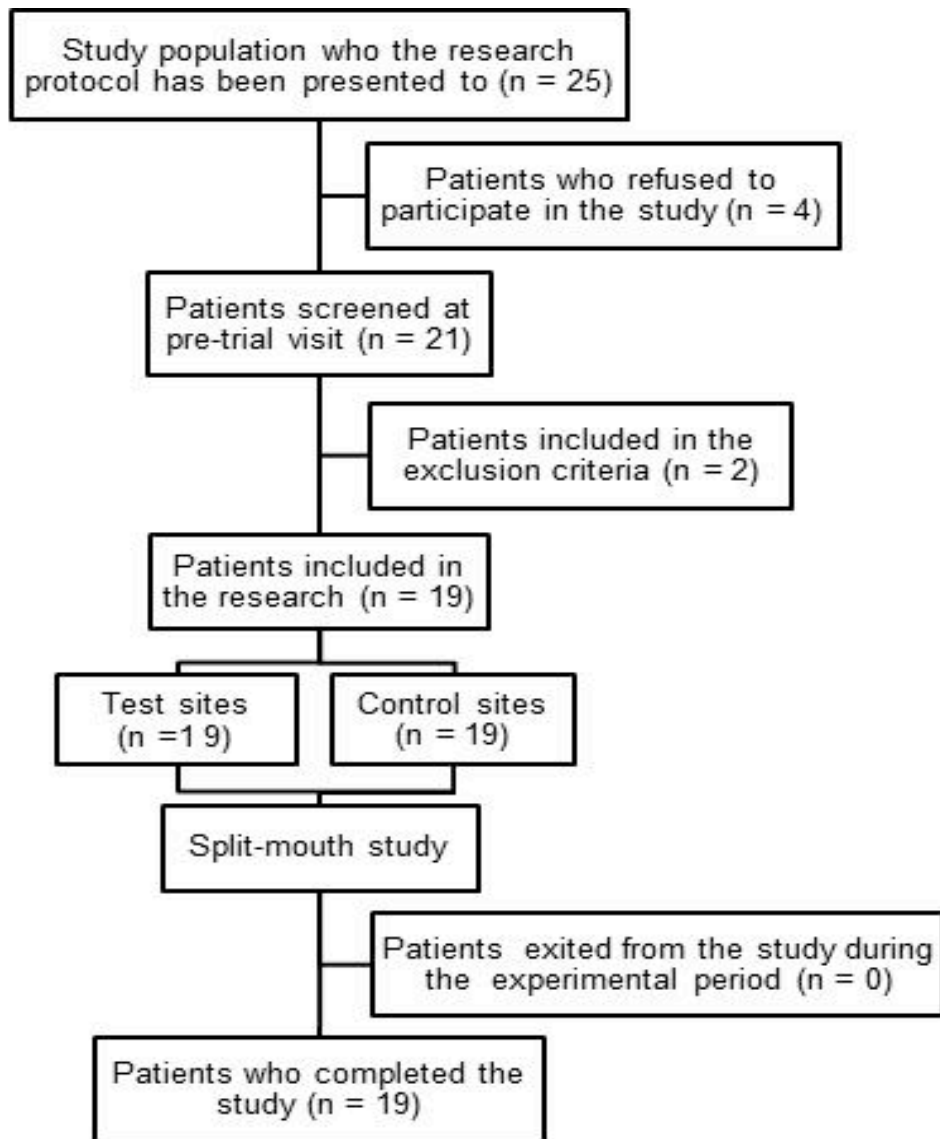 Study population who the research
protocol has been presented to (n = 25)
Patients who refused to
participate in the study (n = 4)
Patients screened at
pre-trial visit (n = 21)
Patients included in the
exclusion criteria (n = 2)
Patients included in
the research (n = 19)
Test sites
(n =1 9)
Control sites
(n = 19)
Split-mouth study
Patients exited from the study during
the experimental period (n = 0)
Patients who completed the
study (n = 19)